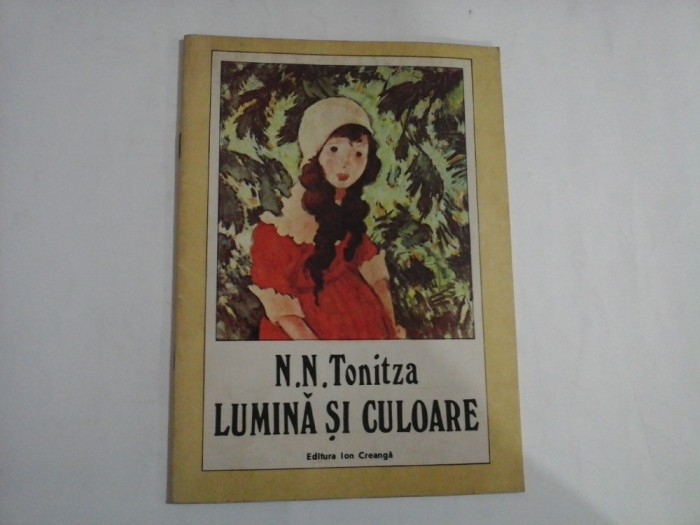 N.N.Tonitza
LUMINĂ ȘI CULOARE
Editura Ion Creangă